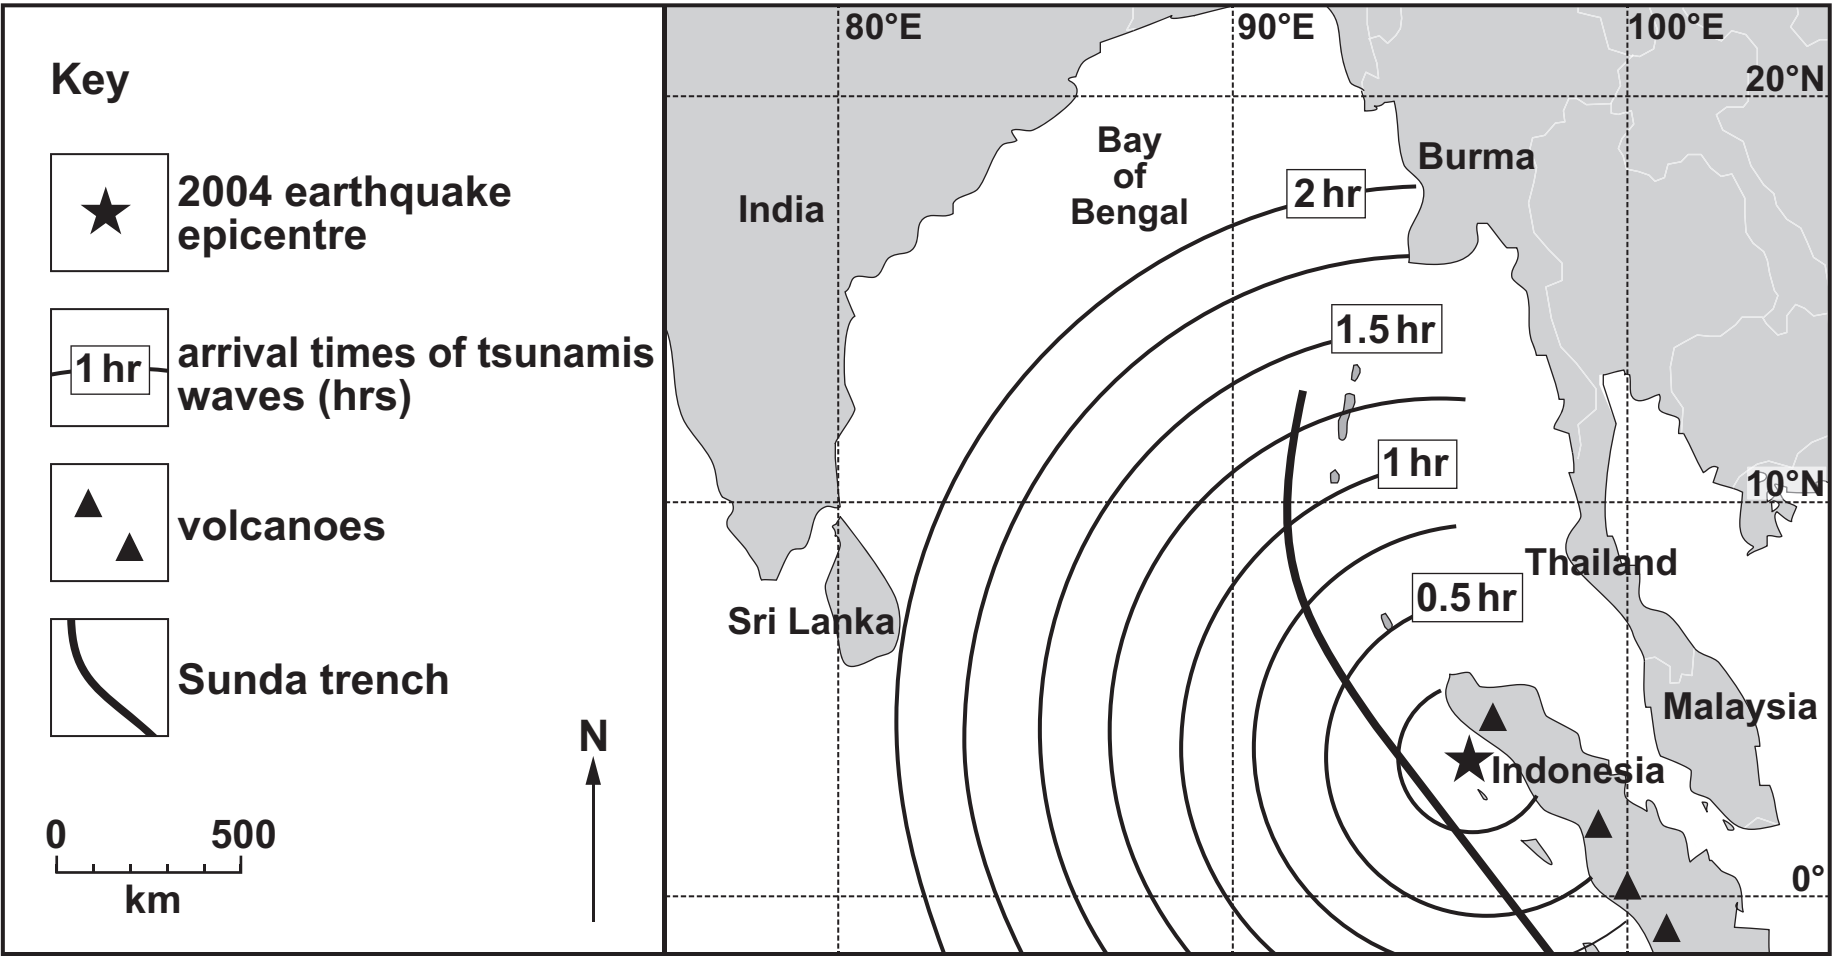 Key
2004 earthquake
epicentre
1 hr
arrival times of tsunamis
waves (hrs)
volcanoes
Sunda trench
N
0 500
km
80°E
90°E
100°E
20°N
Bay
of
Bengal
Burma
2 hr
India
1.5 hr
1 hr
10°N
Thailand
0.5 hr
Sri Lanka
Malaysia
Indonesia
0°